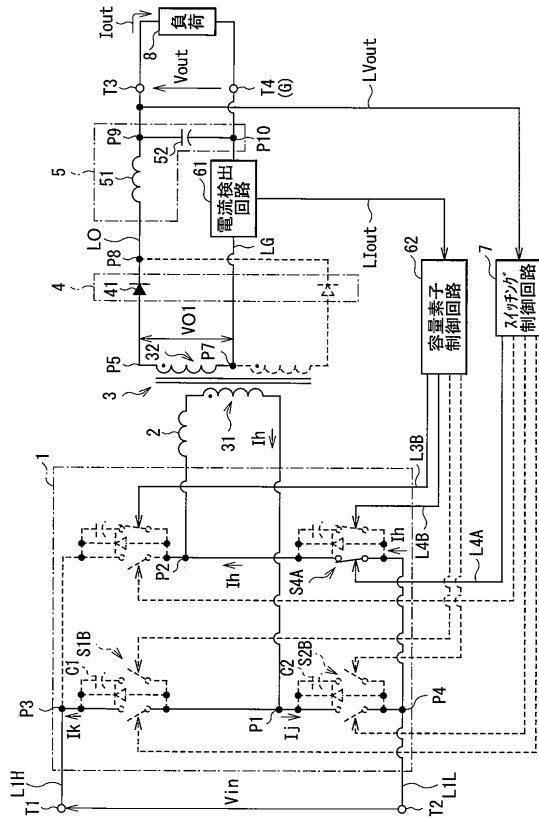 Iout
8
負荷
T3
Vout
T4
(G)
LVout
P9
52
P10
5
51
61
電流検出
回路
LO
LG
LIout
P8
4
41
62
容量素子
制御回路
7
スイッチング
制御回路
P5
VO1
32
P7
3
2
31
Ih
1
L3B
L4B
L4A
P2
Ih
S4A
Ih
P3
Ik
C1
S1B
P1
Ij
C2
S2B
P4
L1H
T1
Vin
T2
L1L